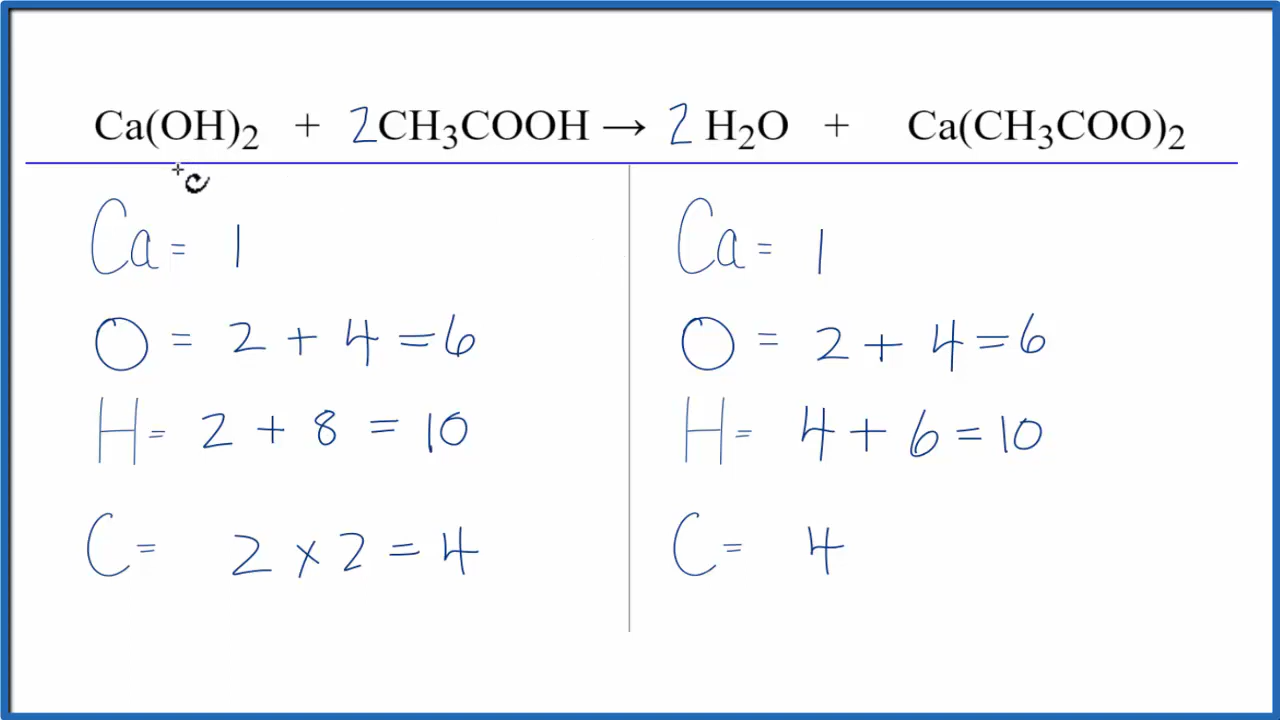 Ca(OH)₂ + 2CH₃COOH → 2 H₂O + Ca(CH₃COO)₂
Ca = 1
O = 2 + 4 = 6
H = 2 + 8 = 10
C = 2 x 2 = 4
Ca = 1
O = 2 + 4 = 6
H = 4 + 6 = 10
C = 4